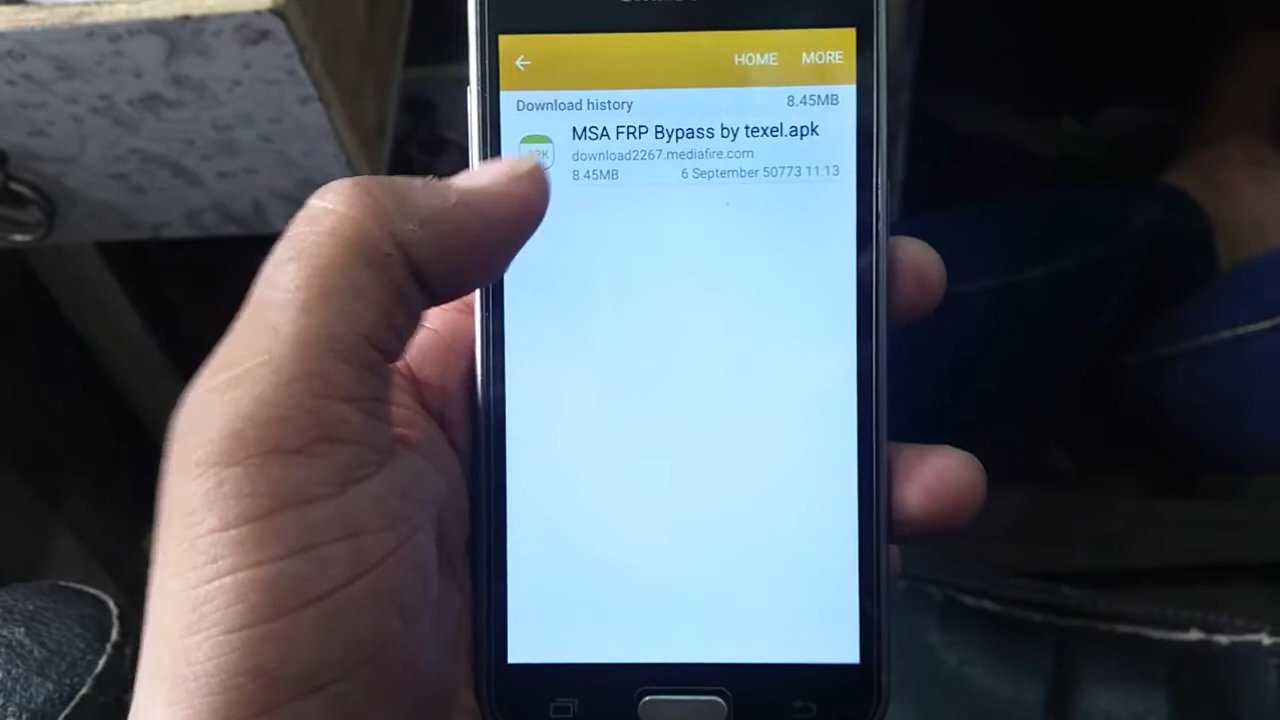 HOME MORE
Download history 8.45MB
MSA FRP Bypass by texel.apk
download2267.mediafire.com
8.45MB 6 September 50773 11:13